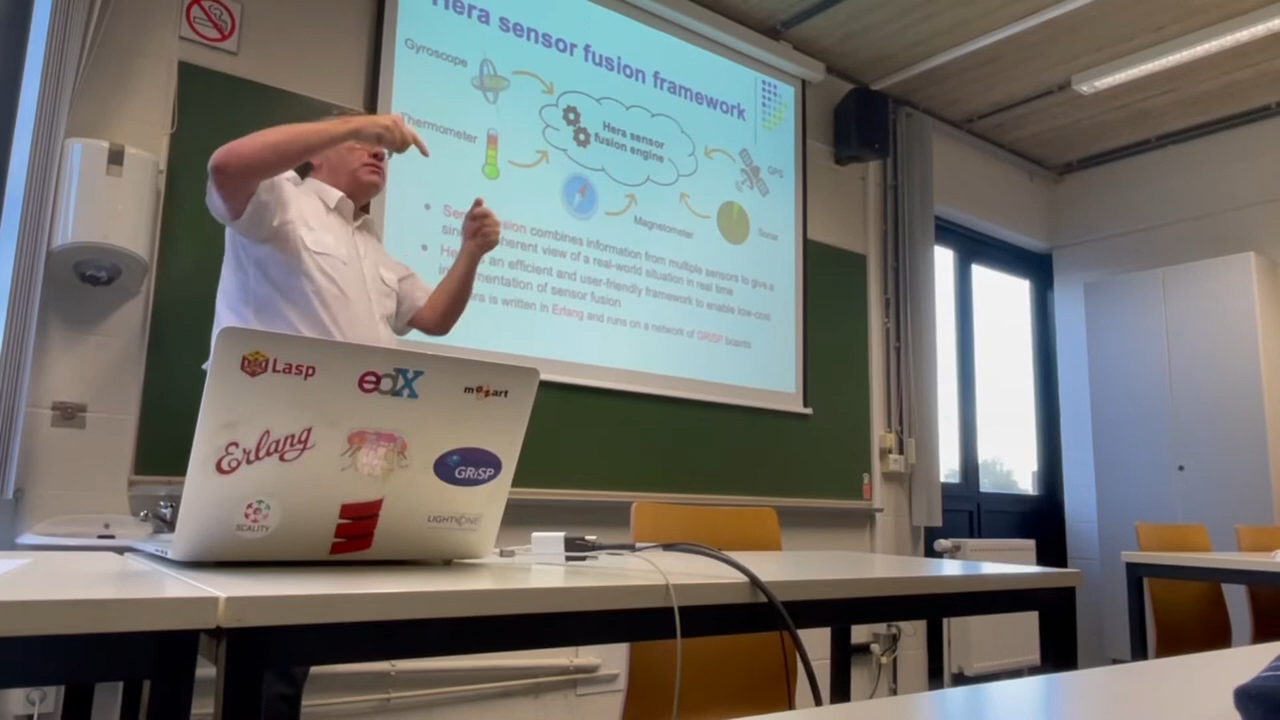 Hera sensor fusion framework
Gyroscope
Thermometer
Hera sensor
fusion engine
GPS
Magnetometer
Sonar
combines information from multiple sensors to give a
view of a real-world situation in real time
an efficient and user-friendly framework to enable low-cost
of sensor fusion
is written in Erlang and runs on a network of GRiSP boards
Lasp
edX
mozart
Erlang
GRiSP
SCALITY
LIGHTKONE